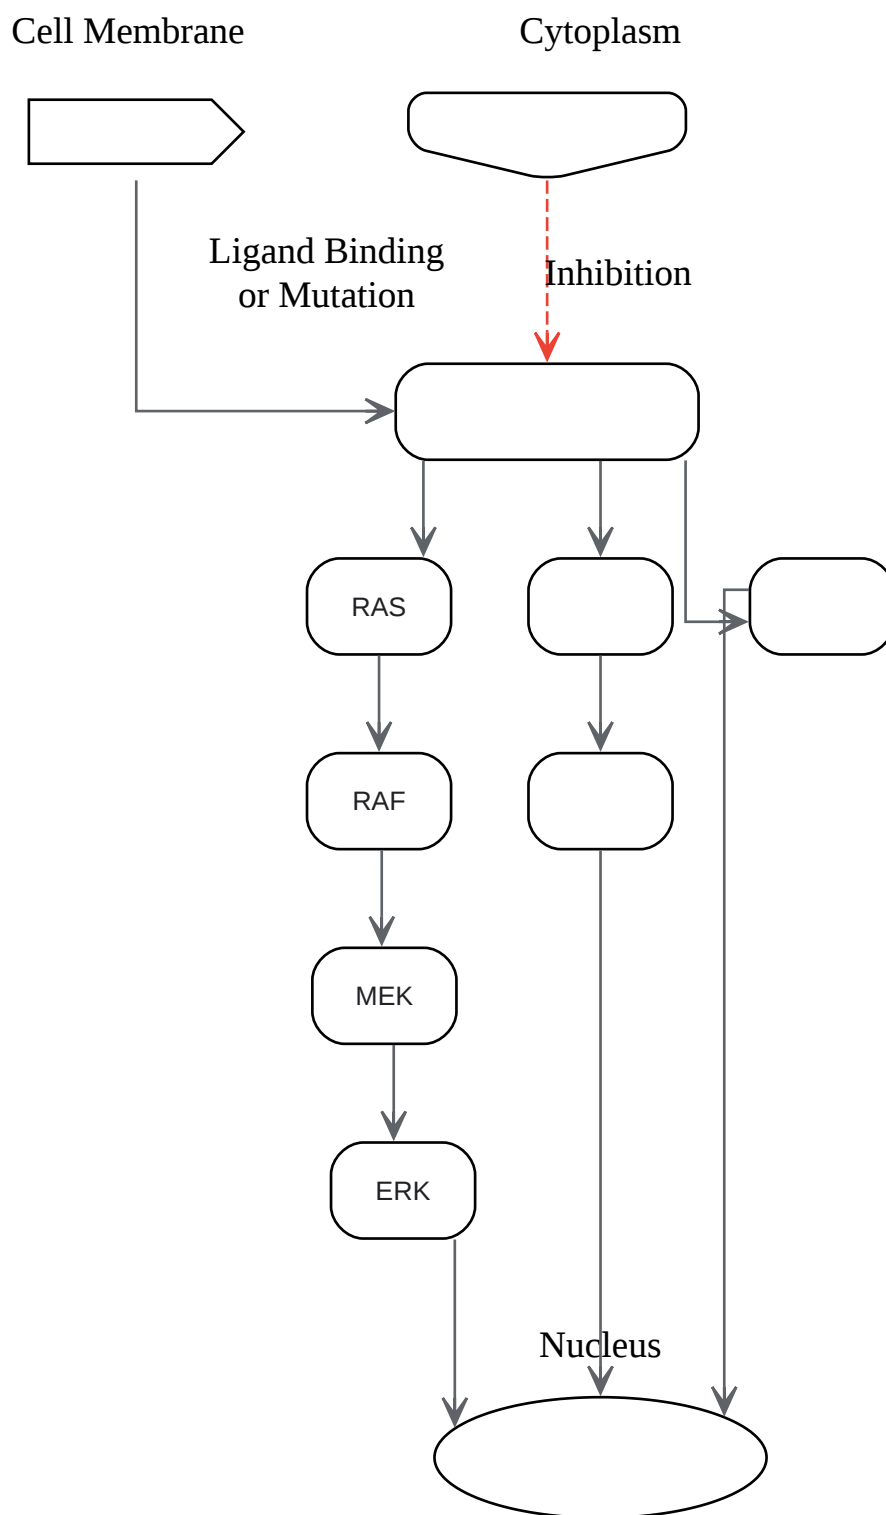 Cell Membrane
Cytoplasm
Ligand Binding
or Mutation
Inhibition
RAS
RAF
MEK
ERK
Nucleus